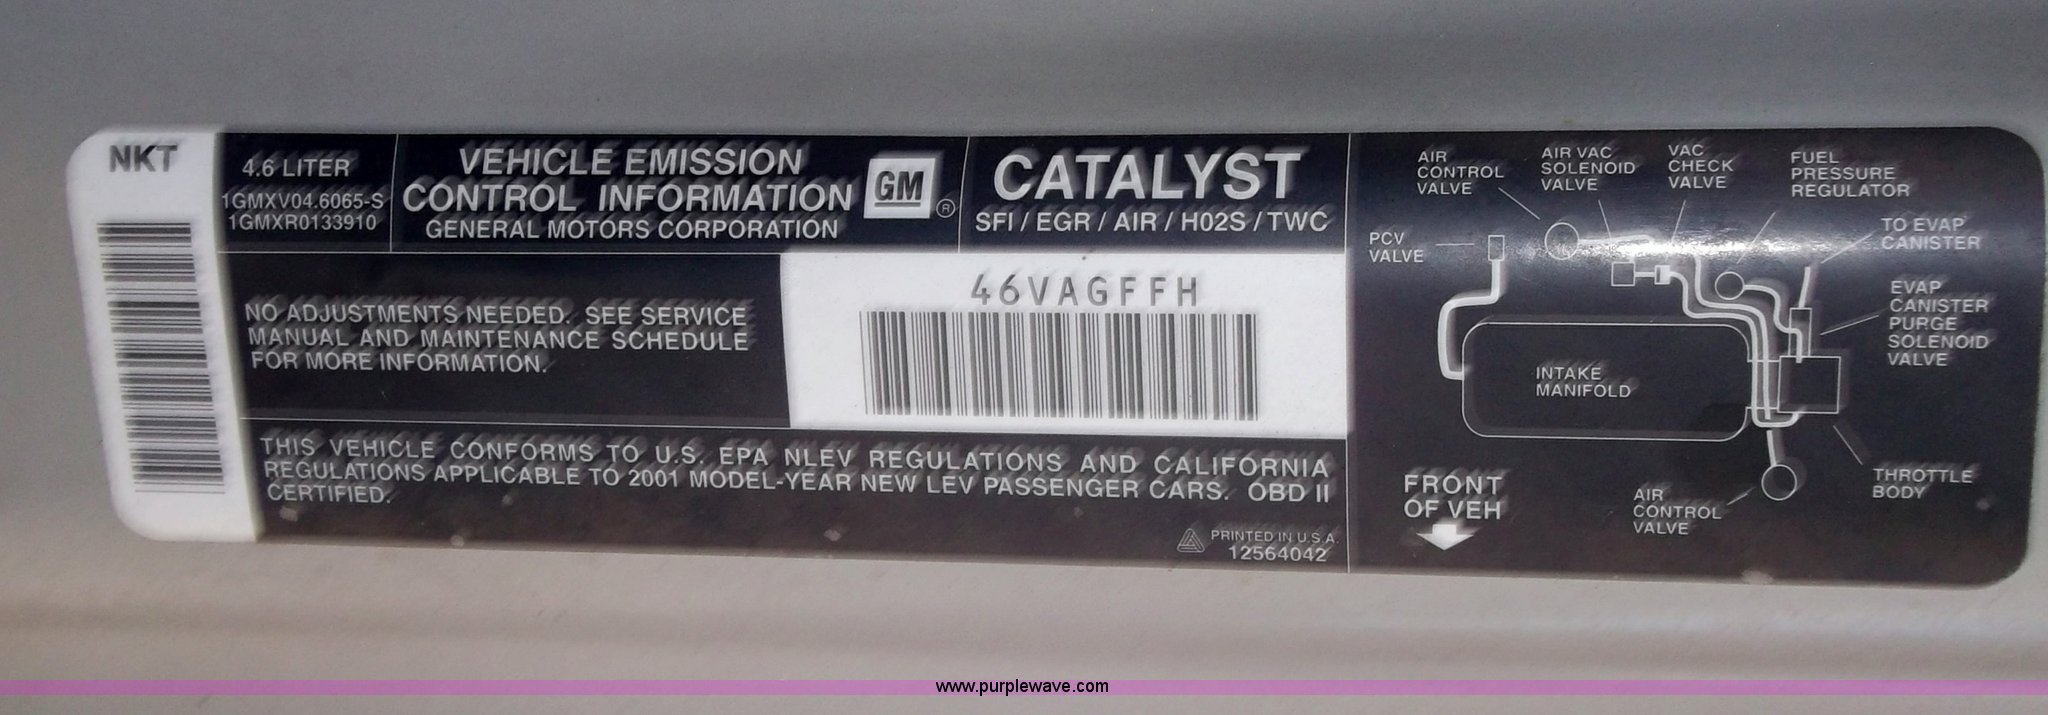 NKT
4.6 LITER
1GMXV04.6065-S
1GMXR0133910
VEHICLE EMISSION
CONTROL INFORMATION
GENERAL MOTORS CORPORATION
GM
®
CATALYST
SFI / EGR / AIR / H02S / TWC
NO ADJUSTMENTS NEEDED. SEE SERVICE
MANUAL AND MAINTENANCE SCHEDULE
FOR MORE INFORMATION.
46VAGFFH
THIS VEHICLE CONFORMS TO U.S. EPA NLEV REGULATIONS AND CALIFORNIA
REGULATIONS APPLICABLE TO 2001 MODEL-YEAR NEW LEV PASSENGER CARS. OBD II
CERTIFIED.
PRINTED IN U.S.A.
12564042
AIR
CONTROL
VALVE
AIR VAC
SOLENOID
VALVE
VAC
CHECK
VALVE
FUEL
PRESSURE
REGULATOR
PCV
VALVE
TO EVAP
CANISTER
EVAP
CANISTER
PURGE
SOLENOID
VALVE
INTAKE
MANIFOLD
THROTTLE
BODY
AIR
CONTROL
VALVE
FRONT
OF VEH
www.purplewave.com